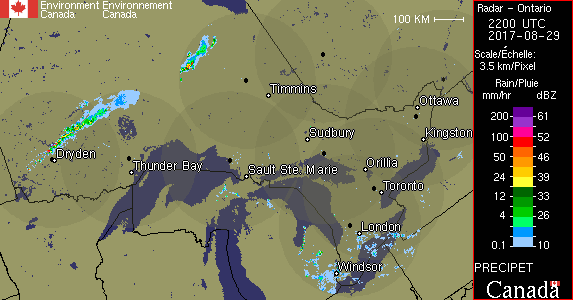 Environment Environnement
Canada Canada
100 KM
Timmins
Ottawa
Sudbury
Kingston
Dryden
Thunder Bay
Sault Ste. Marie
Orillia
Toronto
London
Windsor
Radar - Ontario
2200 UTC
2017-08-29
Scale/Échelle:
3.5 km/Pixel
Rain/Pluie
mm/hr dBZ
200 61
100 52
50 46
24 39
12 33
4 26
0.1 10
PRECIPET
Canada